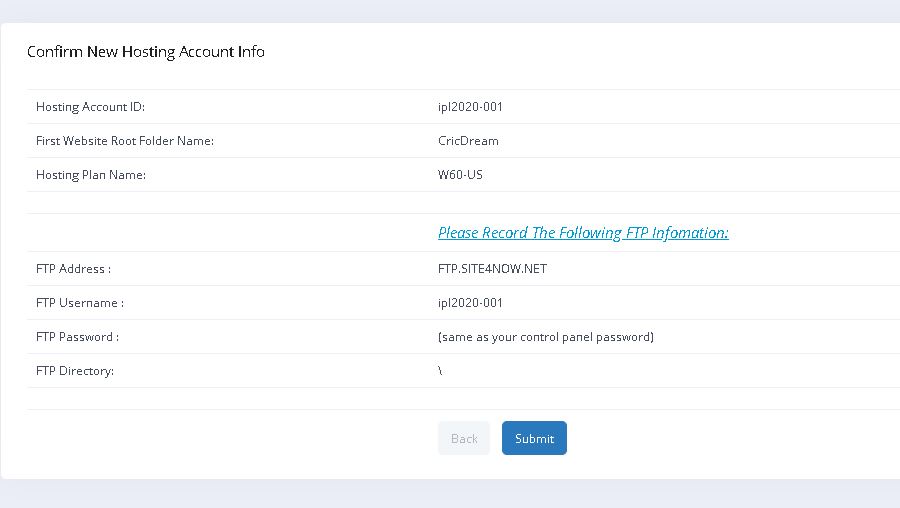 Confirm New Hosting Account Info
Hosting Account ID: ipl2020-001
First Website Root Folder Name: CricDream
Hosting Plan Name: W60-US
Please Record The Following FTP Infomation:
FTP Address : FTP.SITE4NOW.NET
FTP Username : ipl2020-001
FTP Password : (same as your control panel password)
FTP Directory: \
Back Submit